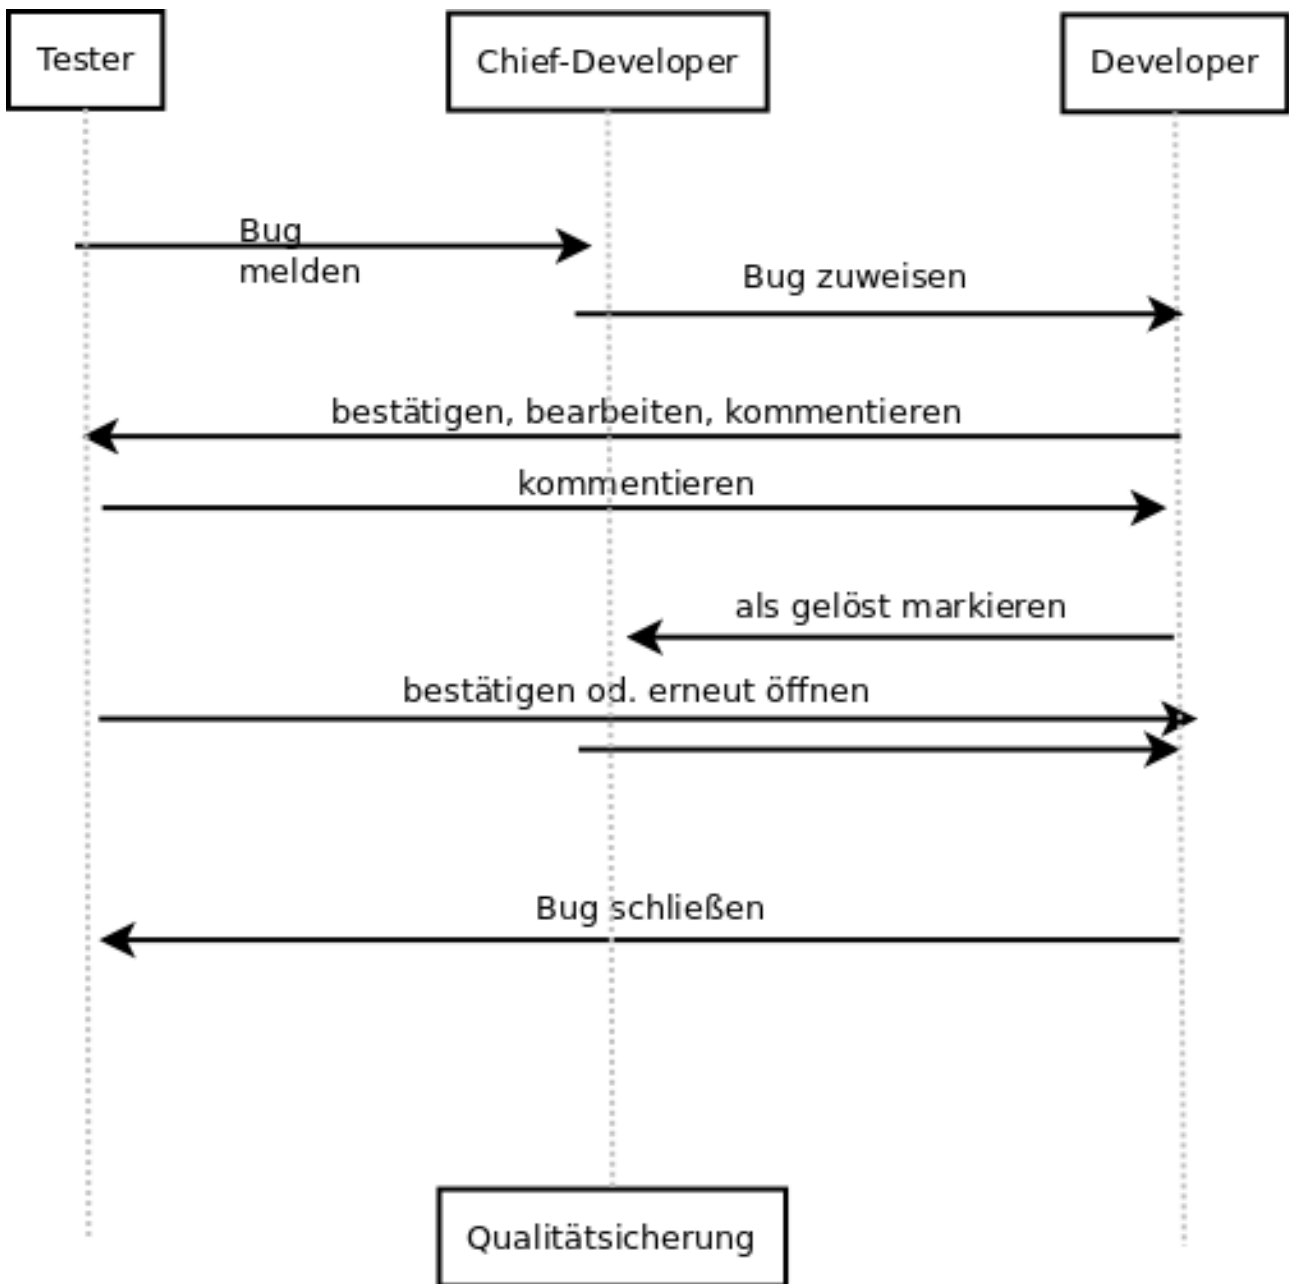 Tester
Chief-Developer
Developer
Bug
melden
Bug zuweisen
bestätigen, bearbeiten, kommentieren
kommentieren
als gelöst markieren
bestätigen od. erneut öffnen
Bug schließen
Qualitätsicherung